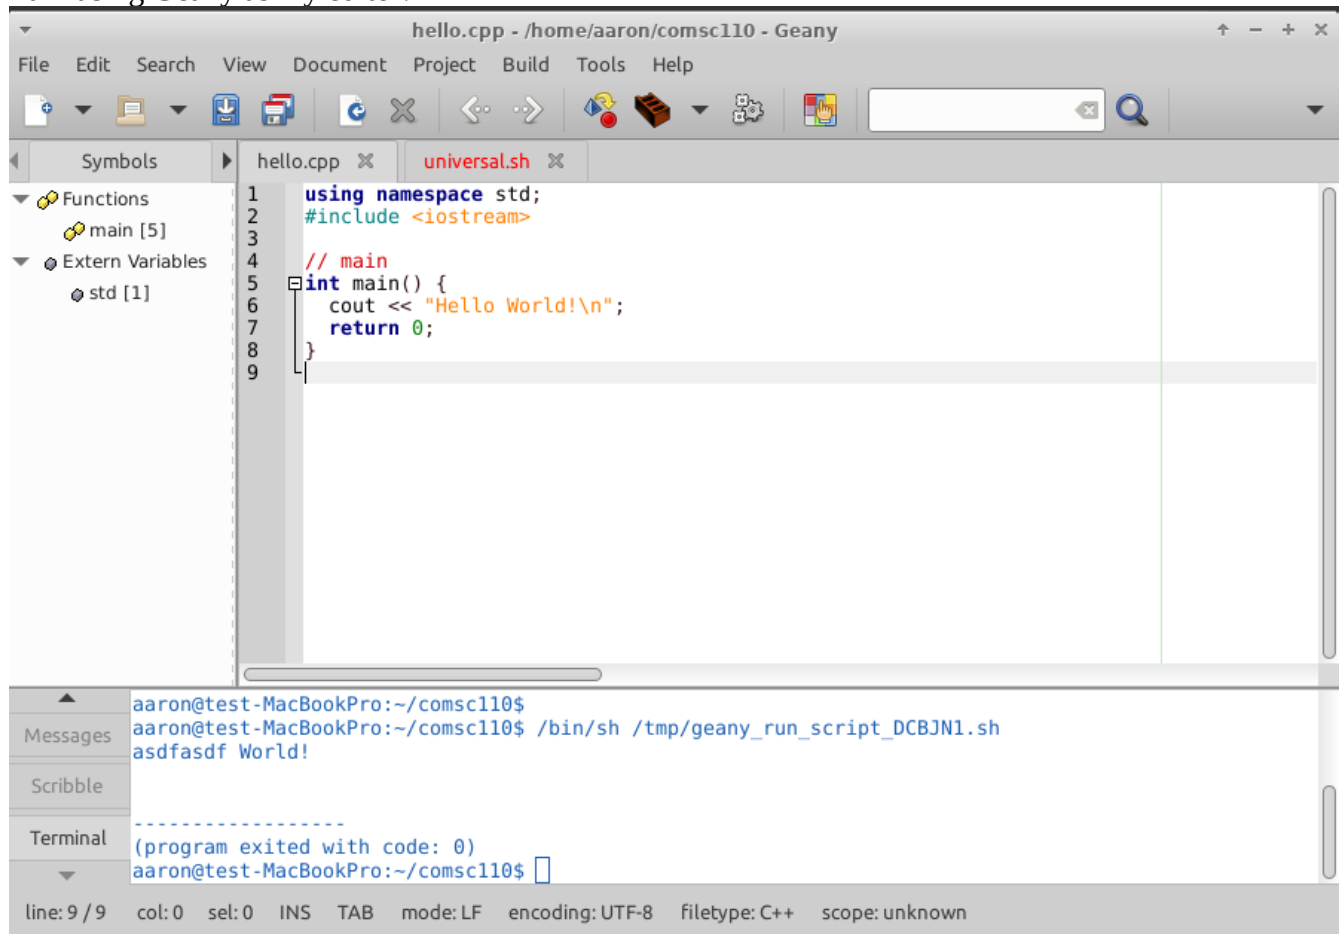 hello.cpp - /home/aaron/comsc110 - Geany
File Edit Search View Document Project Build Tools Help
Symbols hello.cpp universal.sh
Functions
main [5]
Extern Variables
std [1]
1 using namespace std;
2 #include <iostream>
3
4 // main
5 int main() {
6 cout << "Hello World!\n";
7 return 0;
8 }
9
Messages
Scribble
Terminal
aaron@test-MacBookPro:~/comsc110$
aaron@test-MacBookPro:~/comsc110$ /bin/sh /tmp/geany_run_script_DCBJN1.sh
asdfasdf World!
------------------
(program exited with code: 0)
aaron@test-MacBookPro:~/comsc110$
line: 9 / 9 col: 0 sel: 0 INS TAB mode: LF encoding: UTF-8 filetype: C++ scope: unknown